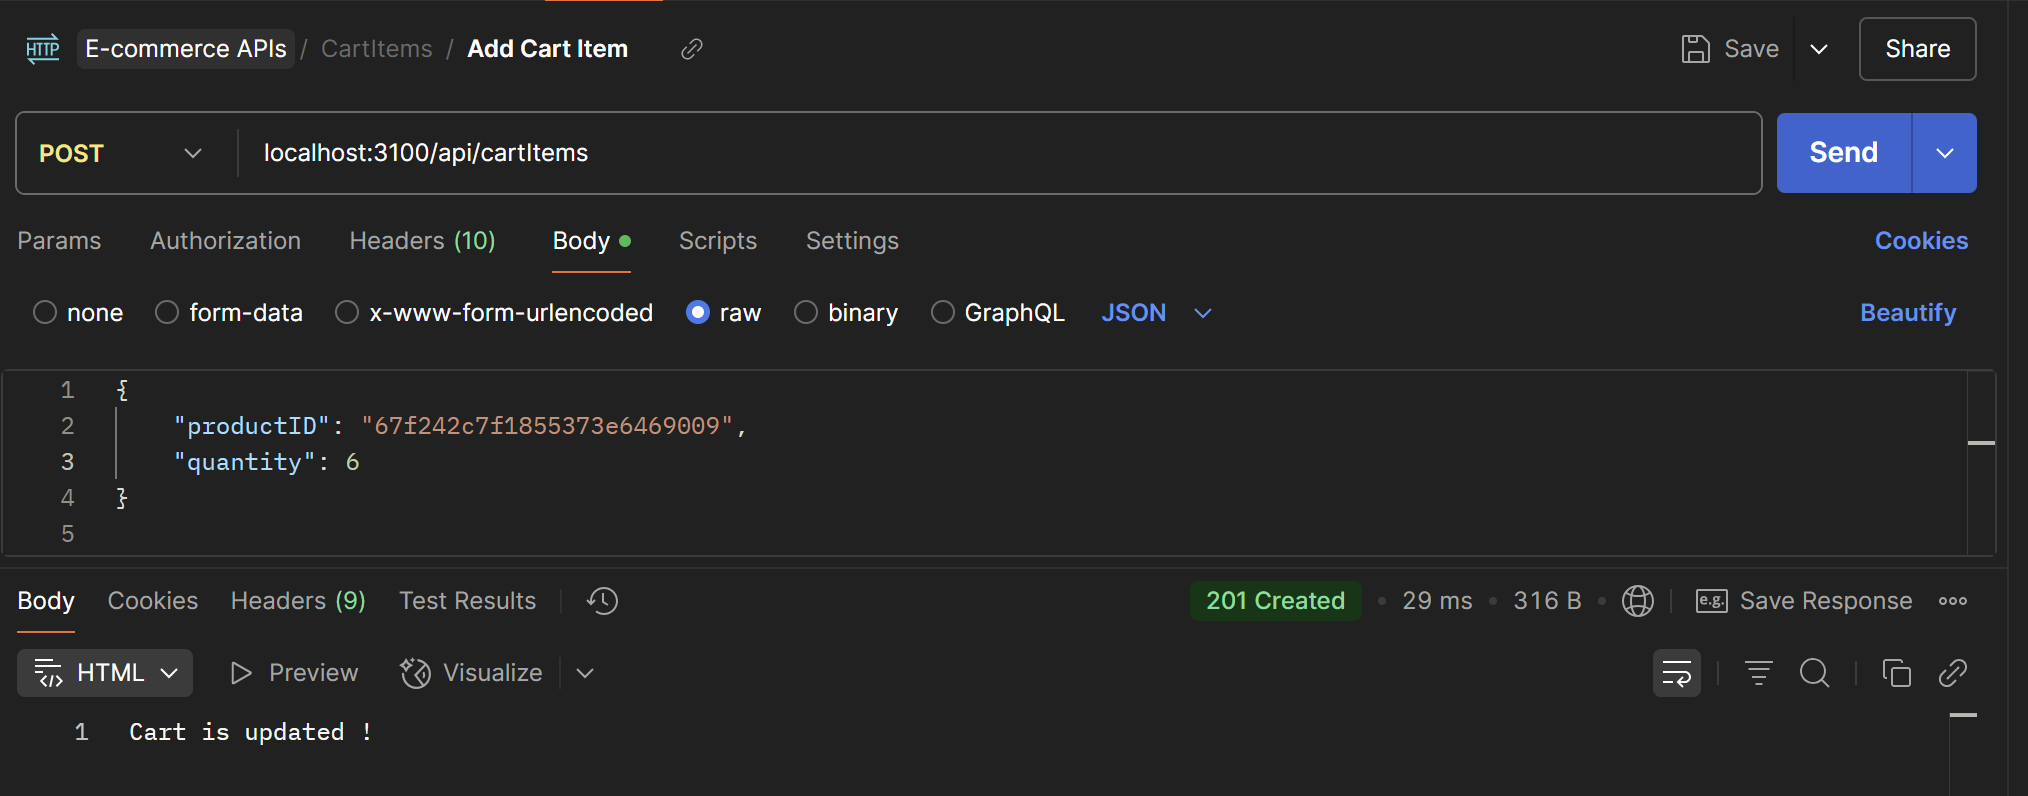 HTTP E-commerce APIs / CartItems / Add Cart Item Save Share
POST localhost:3100/api/cartItems Send
Params Authorization Headers (10) Body Scripts Settings Cookies
none form-data x-www-form-urlencoded raw binary GraphQL JSON Beautify
1 {
2 "productID": "67f242c7f1855373e6469009",
3 "quantity": 6
4 }
5
Body Cookies Headers (9) Test Results 201 Created • 29 ms • 316 B • e.g. Save Response
HTML Preview Visualize
1 Cart is updated !